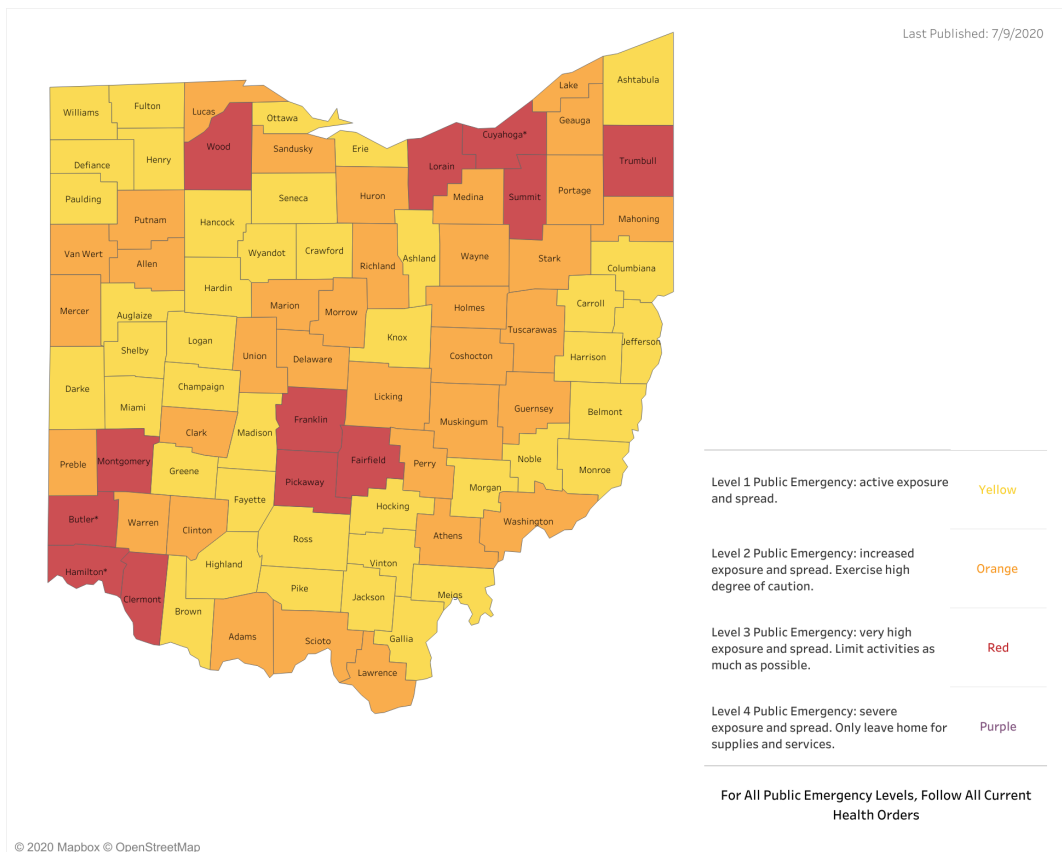 Last Published: 7/9/2020
Ashtabula
Lake
Williams
Fulton
Lucas
Ottawa
Geauga
Cuyahoga*
Wood
Sandusky
Erie
Henry
Defiance
Lorain
Trumbull
Paulding
Seneca
Huron
Medina
Summit
Portage
Putnam
Hancock
Mahoning
Van Wert
Allen
Wyandot
Crawford
Richland
Ashland
Wayne
Stark
Columbiana
Hardin
Mercer
Auglaize
Marion
Morrow
Holmes
Carroll
Shelby
Logan
Union
Delaware
Knox
Coshocton
Tuscarawas
Harrison
Jefferson
Darke
Miami
Champaign
Licking
Guernsey
Belmont
Clark
Madison
Franklin
Muskingum
Preble
Montgomery
Greene
Pickaway
Fairfield
Perry
Noble
Monroe
Morgan
Fayette
Hocking
Butler*
Warren
Clinton
Washington
Athens
Ross
Hamilton*
Highland
Vinton
Clermont
Brown
Pike
Jackson
Meigs
Adams
Scioto
Gallia
Lawrence
Level 1 Public Emergency: active exposure
and spread.
Yellow
Level 2 Public Emergency: increased
exposure and spread. Exercise high
degree of caution.
Orange
Level 3 Public Emergency: very high
exposure and spread. Limit activities as
much as possible.
Red
Level 4 Public Emergency: severe
exposure and spread. Only leave home for
supplies and services.
Purple
For All Public Emergency Levels, Follow All Current
Health Orders
© 2020 Mapbox © OpenStreetMap